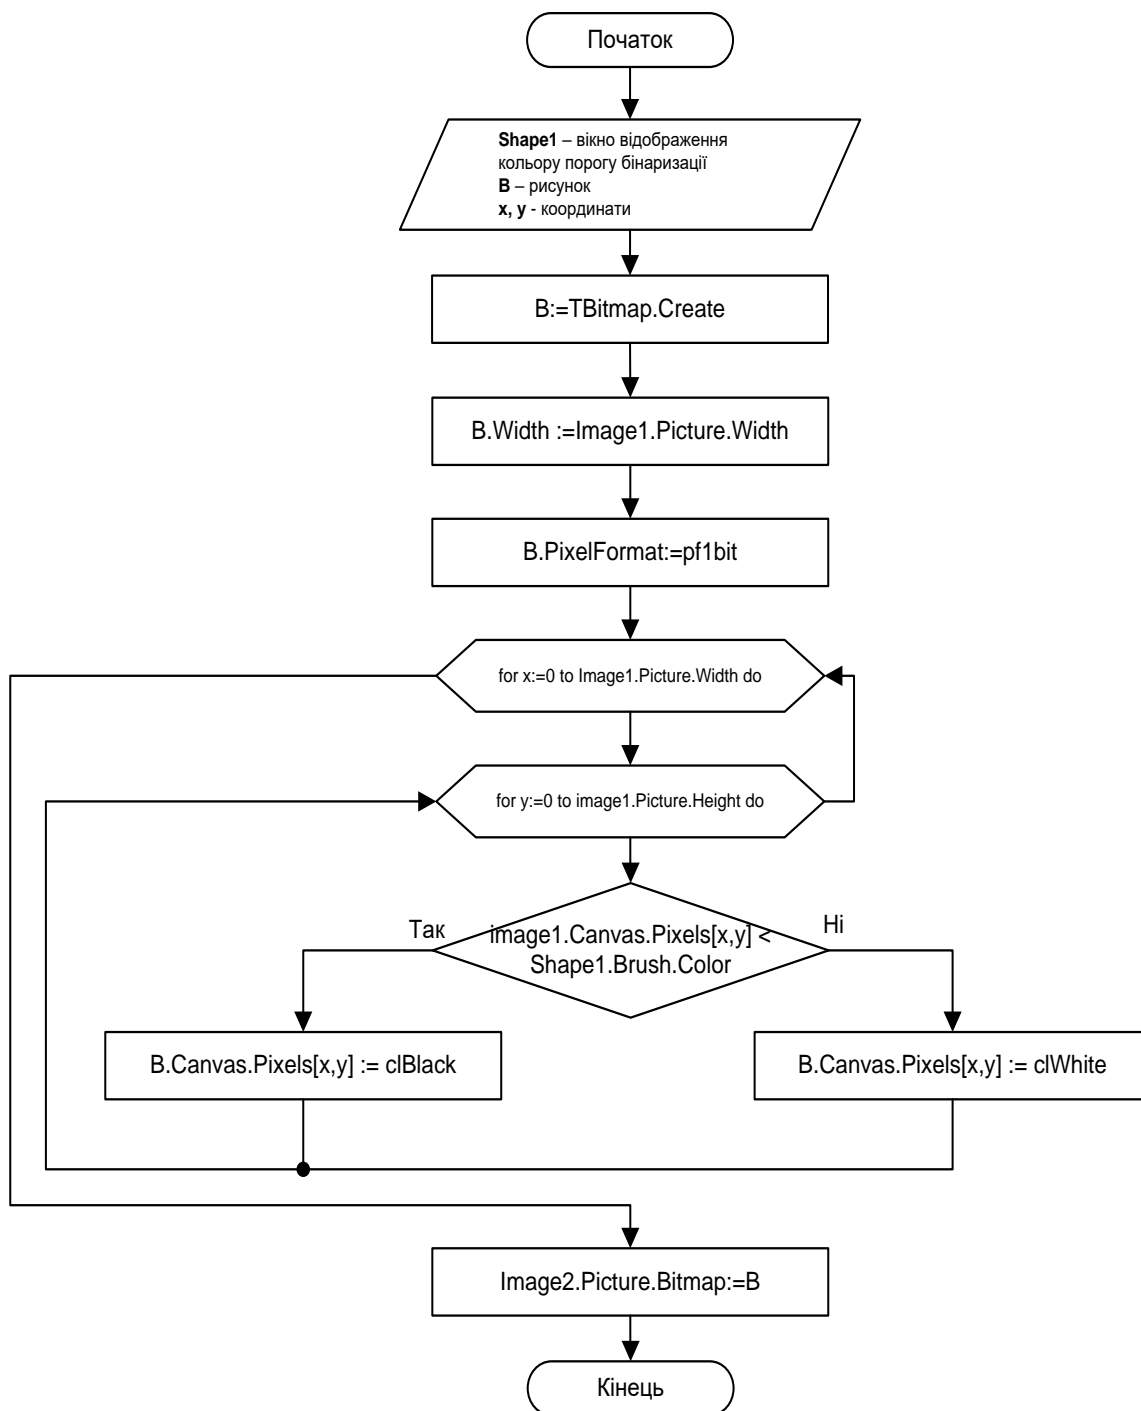 Початок
Shape1 – вікно відображення
кольору порогу бінаризації
B – рисунок
x, y - координати
B:=TBitmap.Create
B.Width :=Image1.Picture.Width
B.PixelFormat:=pf1bit
for x:=0 to Image1.Picture.Width do
for y:=0 to image1.Picture.Height do
Так
image1.Canvas.Pixels[x,y] <
Shape1.Brush.Color
Ні
B.Canvas.Pixels[x,y] := clBlack
B.Canvas.Pixels[x,y] := clWhite
Image2.Picture.Bitmap:=B
Кінець